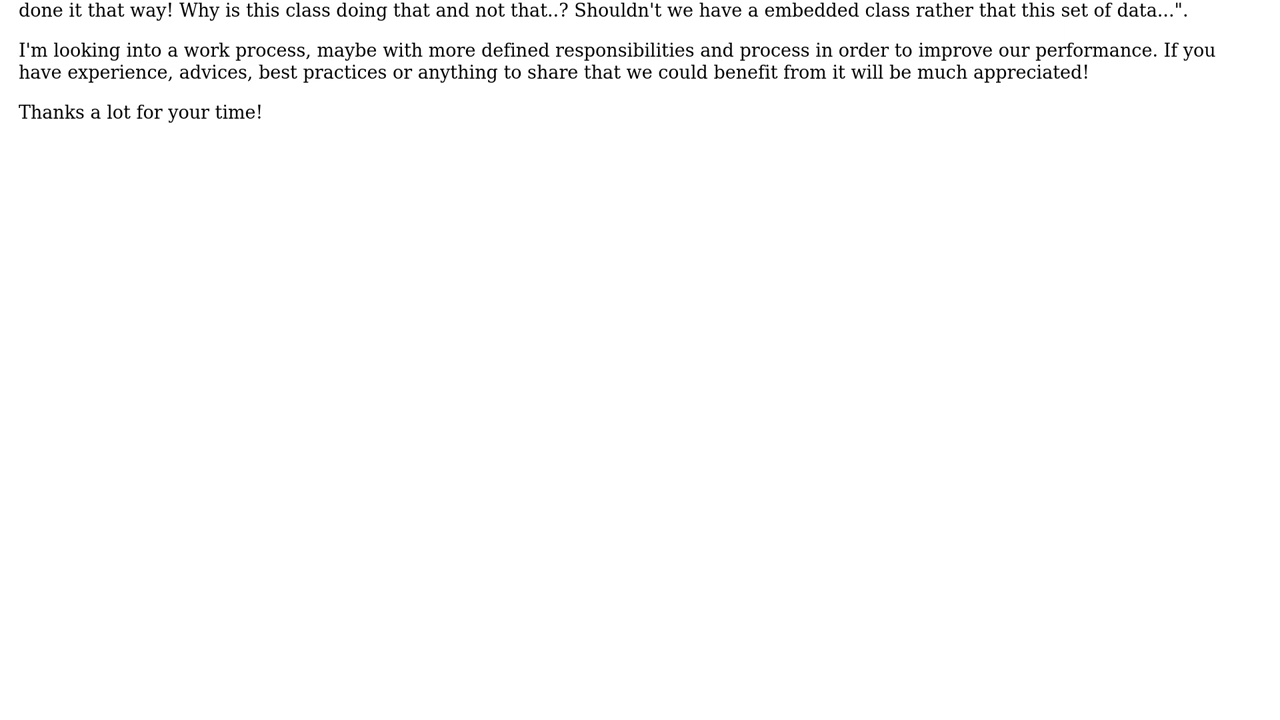 done it that way! Why is this class doing that and not that..? Shouldn't we have a embedded class rather that this set of data...".
I'm looking into a work process, maybe with more defined responsibilities and process in order to improve our performance. If you
have experience, advices, best practices or anything to share that we could benefit from it will be much appreciated!
Thanks a lot for your time!